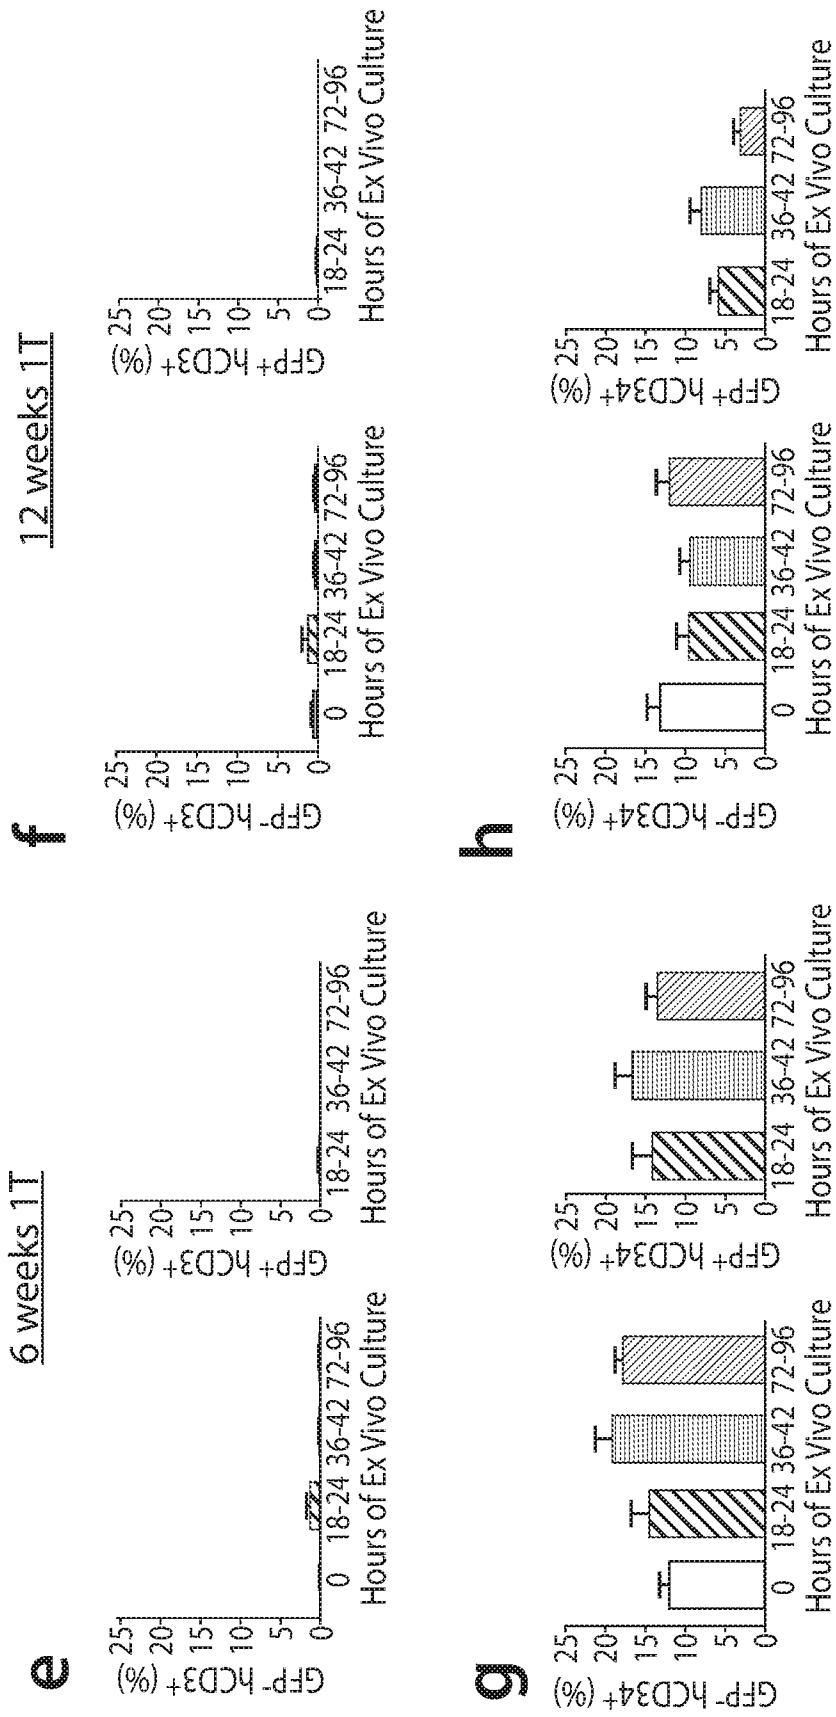 6 weeks 1T
12 weeks 1T
e
GFP- hCD3+ (%)
25
20
15
10
5
0
0 18-24 36-42 72-96
Hours of Ex Vivo Culture
GFP+ hCD3+ (%)
25
20
15
10
5
0
18-24 36-42 72-96
Hours of Ex Vivo Culture
f
GFP- hCD3+ (%)
25
20
15
10
5
0
0 18-24 36-42 72-96
Hours of Ex Vivo Culture
GFP+ hCD3+ (%)
25
20
15
10
5
0
18-24 36-42 72-96
Hours of Ex Vivo Culture
g
GFP- hCD34+ (%)
25
20
15
10
5
0
0 18-24 36-42 72-96
Hours of Ex Vivo Culture
GFP+ hCD34+ (%)
25
20
15
10
5
0
18-24 36-42 72-96
Hours of Ex Vivo Culture
h
GFP- hCD34+ (%)
25
20
15
10
5
0
0 18-24 36-42 72-96
Hours of Ex Vivo Culture
GFP+ hCD34+ (%)
25
20
15
10
5
0
18-24 36-42 72-96
Hours of Ex Vivo Culture